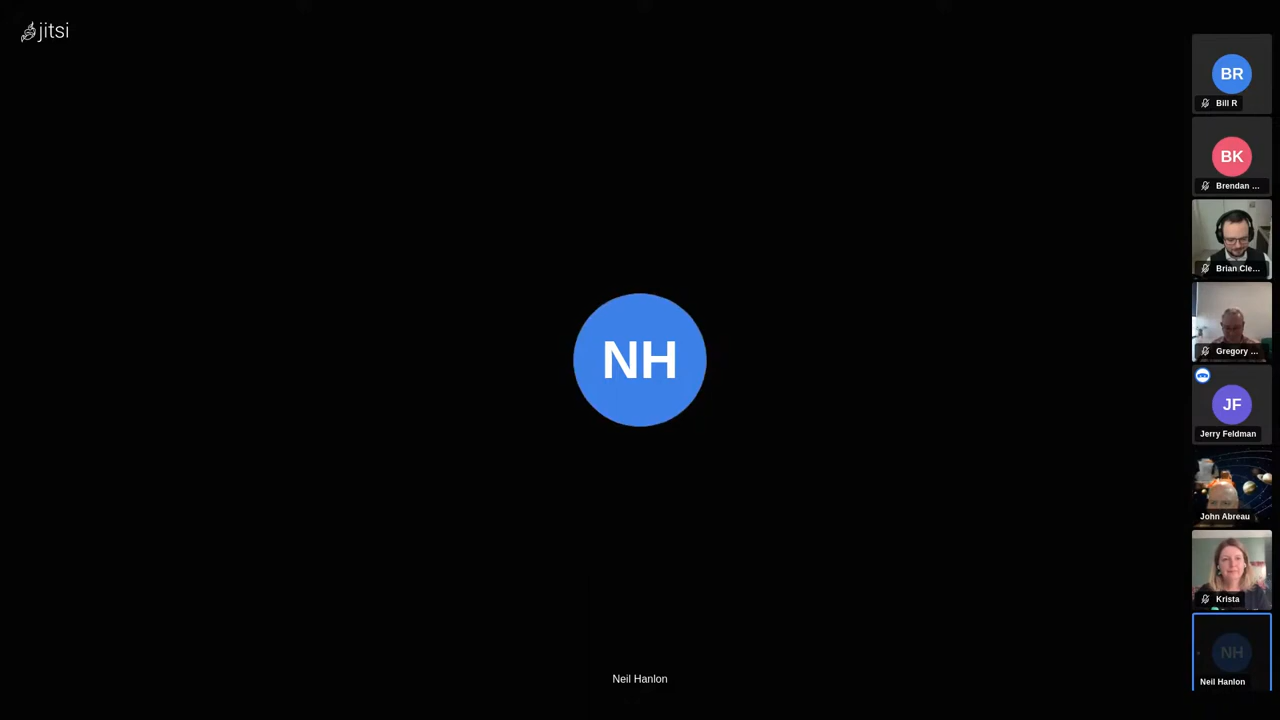 jitsi
BR
Bill R
BK
Brendan ...
Brian Cle...
Gregory ...
JF
Jerry Feldman
John Abreau
Krista
NH
NH
Neil Hanlon
Neil Hanlon